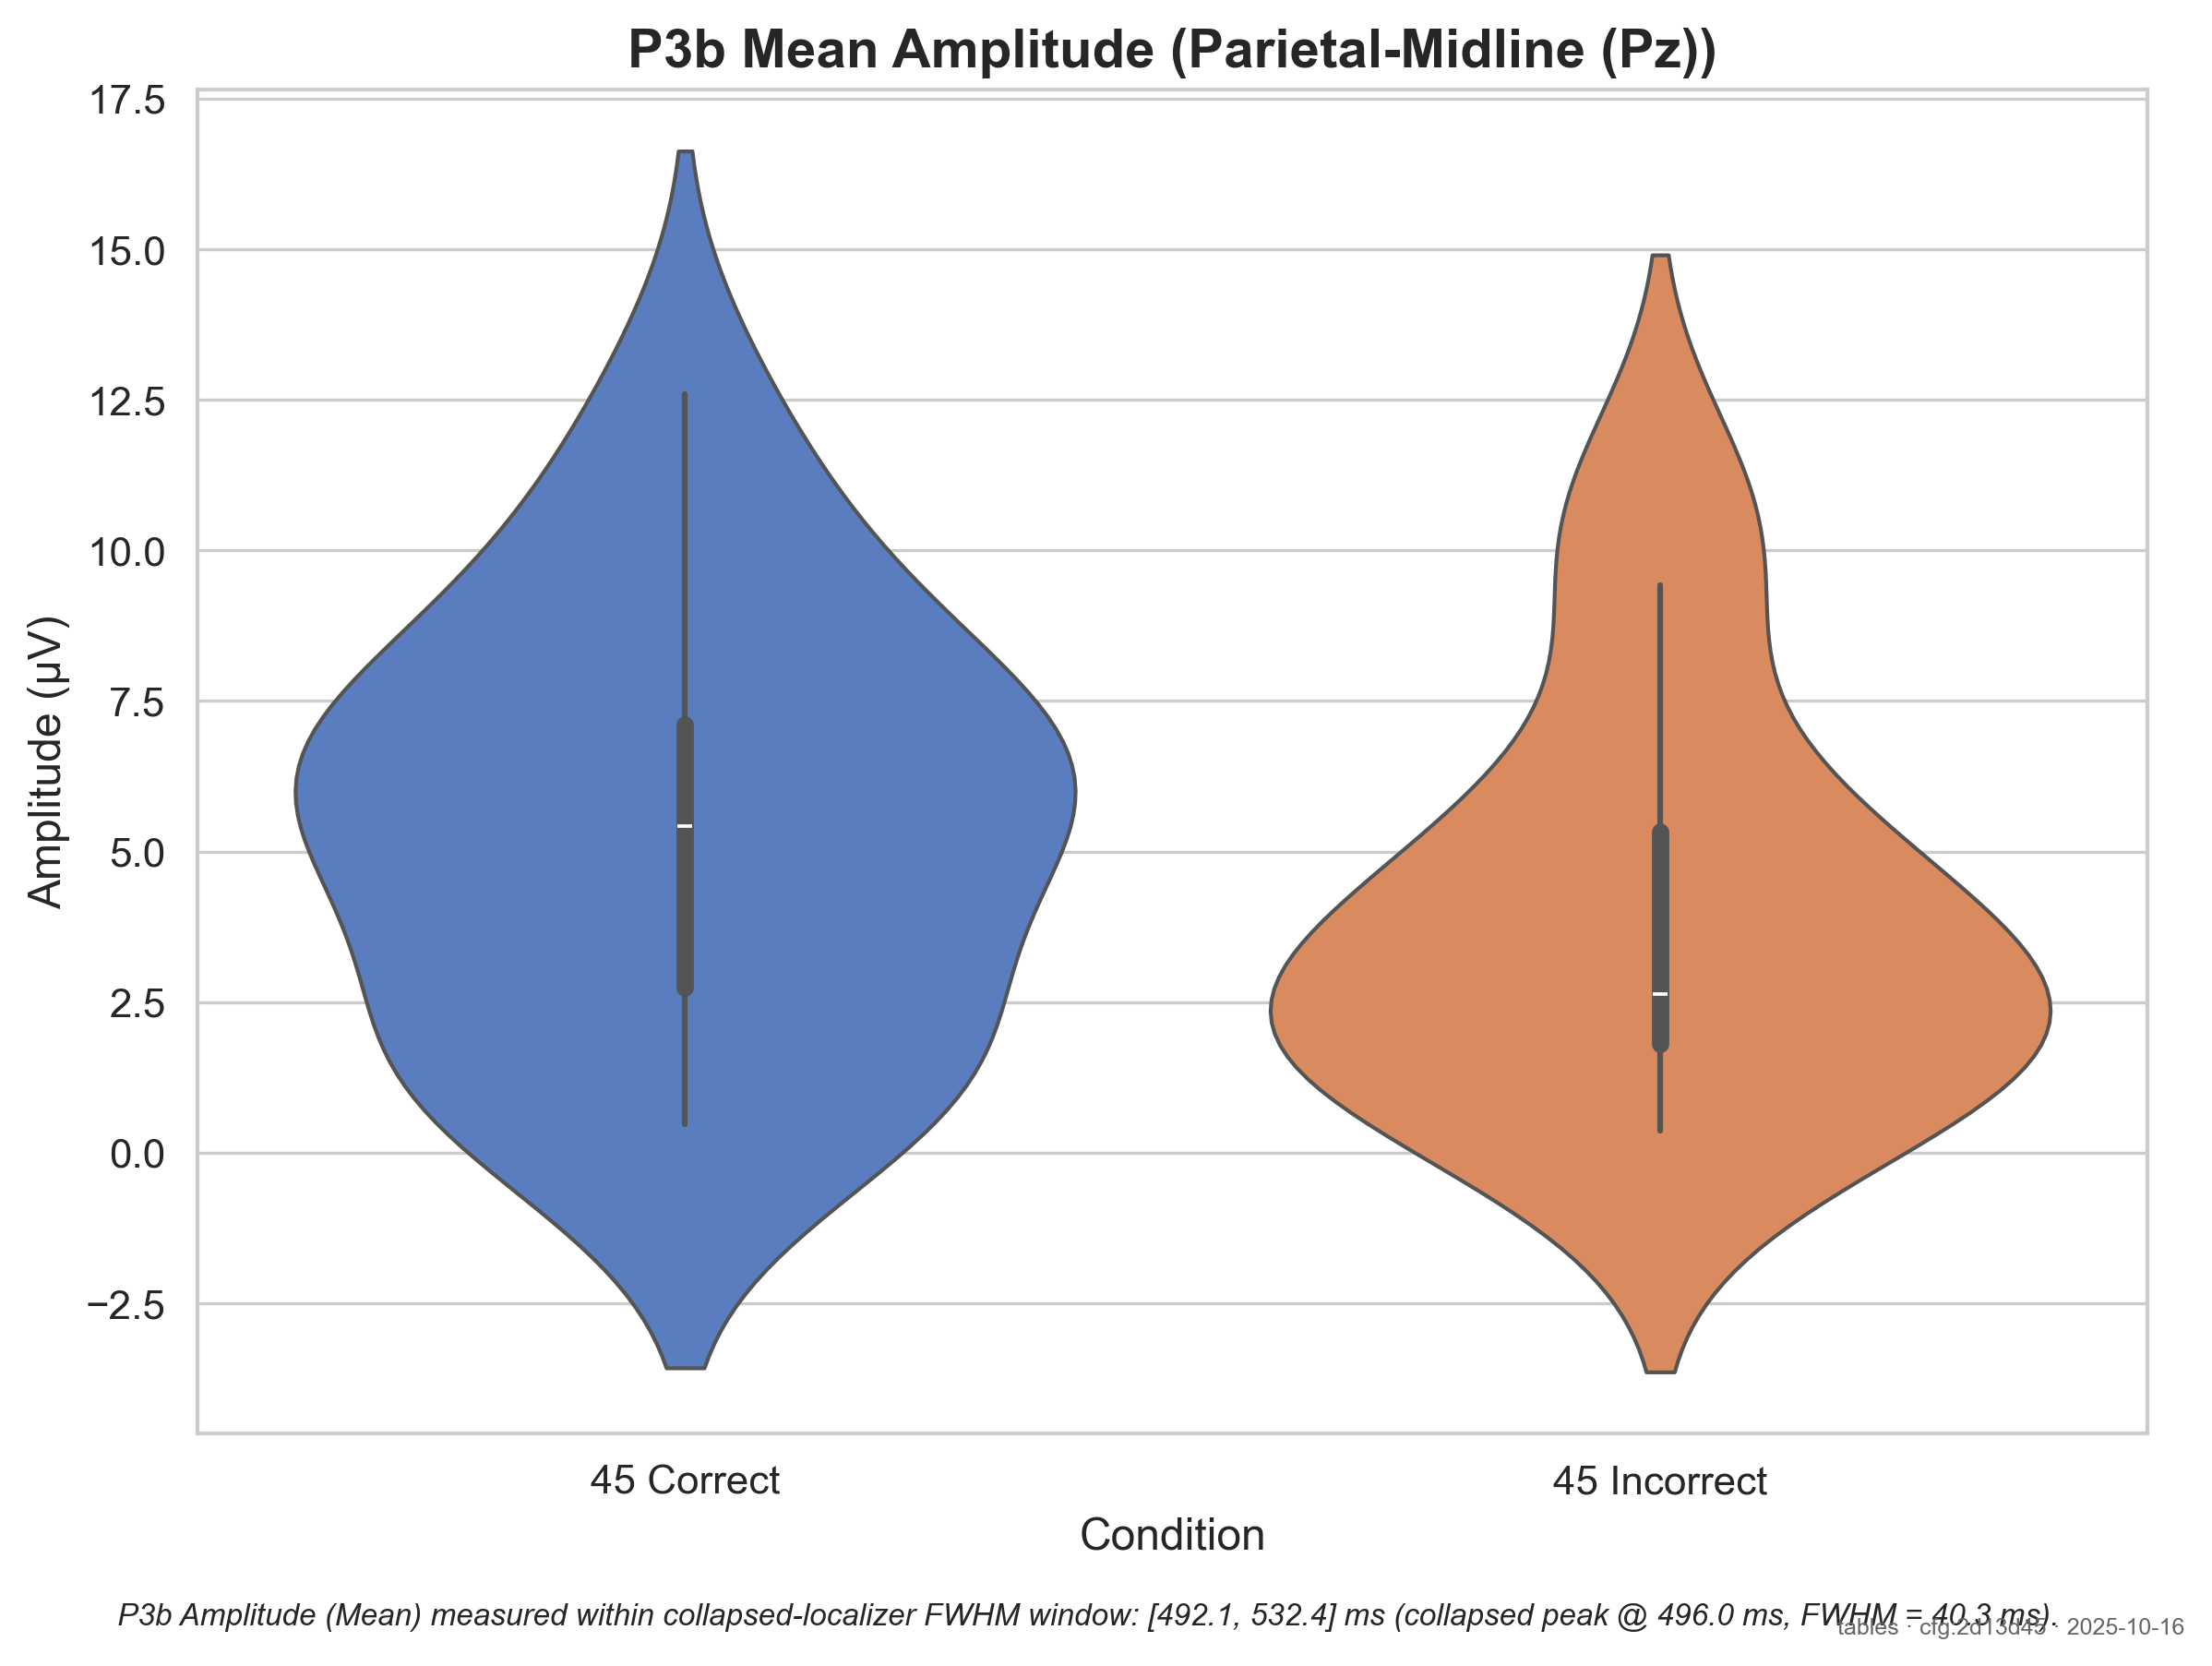 P3b Mean Amplitude (Parietal-Midline (Pz))
17.5
15.0
12.5
10.0
7.5
5.0
2.5
0.0
−2.5
Amplitude (µV)
45 Correct
45 Incorrect
Condition
P3b Amplitude (Mean) measured within collapsed-localizer FWHM window: [492.1, 532.4] ms (collapsed peak @ 496.0 ms, FWHM = 40.3 ms).
tables · cfg:2d13d45 · 2025-10-16